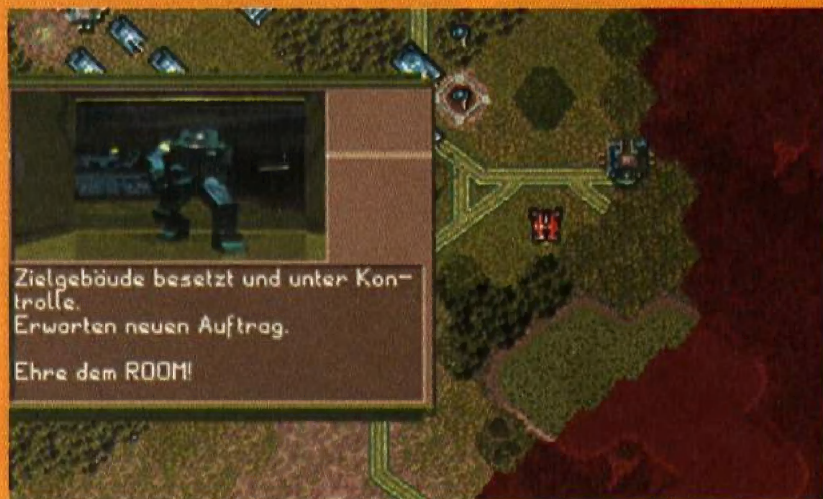 Zielgebäude besetzt und unter Kon-
trolle.
Erwarten neuen Auftrag.
Ehre dem ROOM!